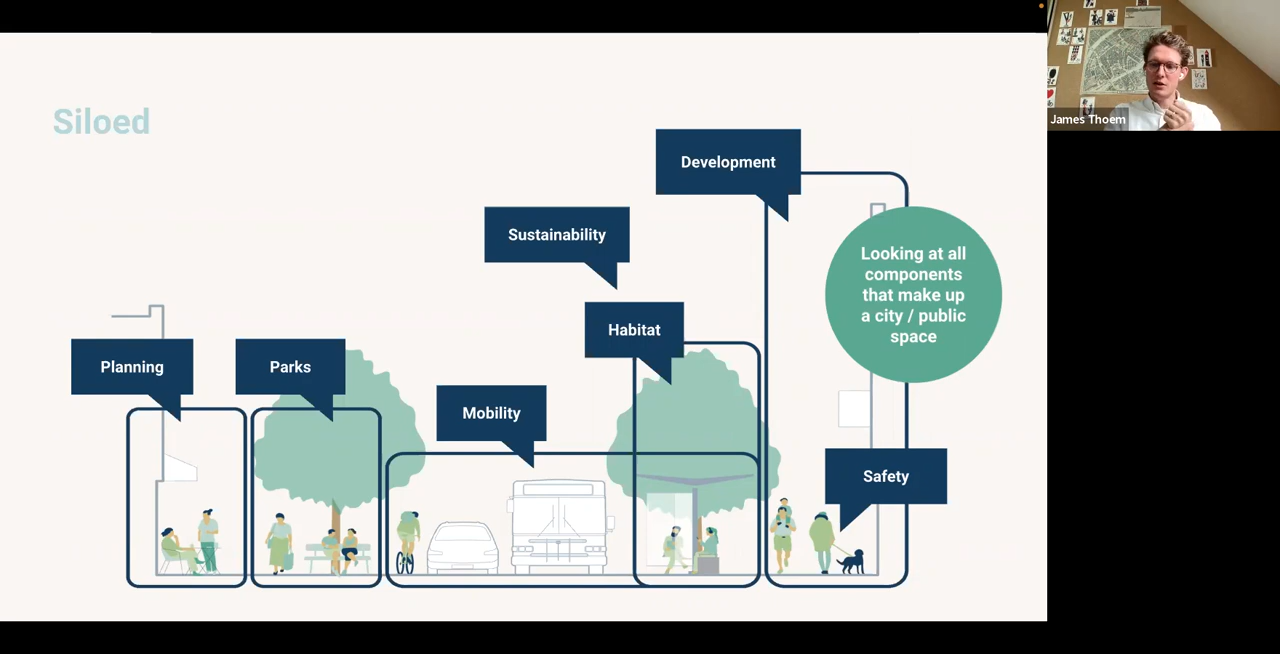 Siloed
Development
Sustainability
Habitat
Planning
Parks
Mobility
Safety
Looking at all
components
that make up
a city / public
space
James Thoem